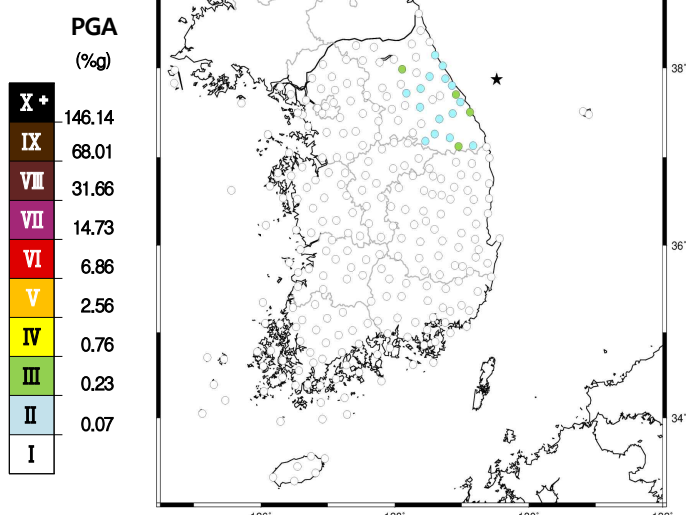 PGA
(%g)
X+
146.14
IX
68.01
VIII
31.66
VII
14.73
VI
6.86
V
2.56
IV
0.76
III
0.23
II
0.07
I
38°
36°
34°